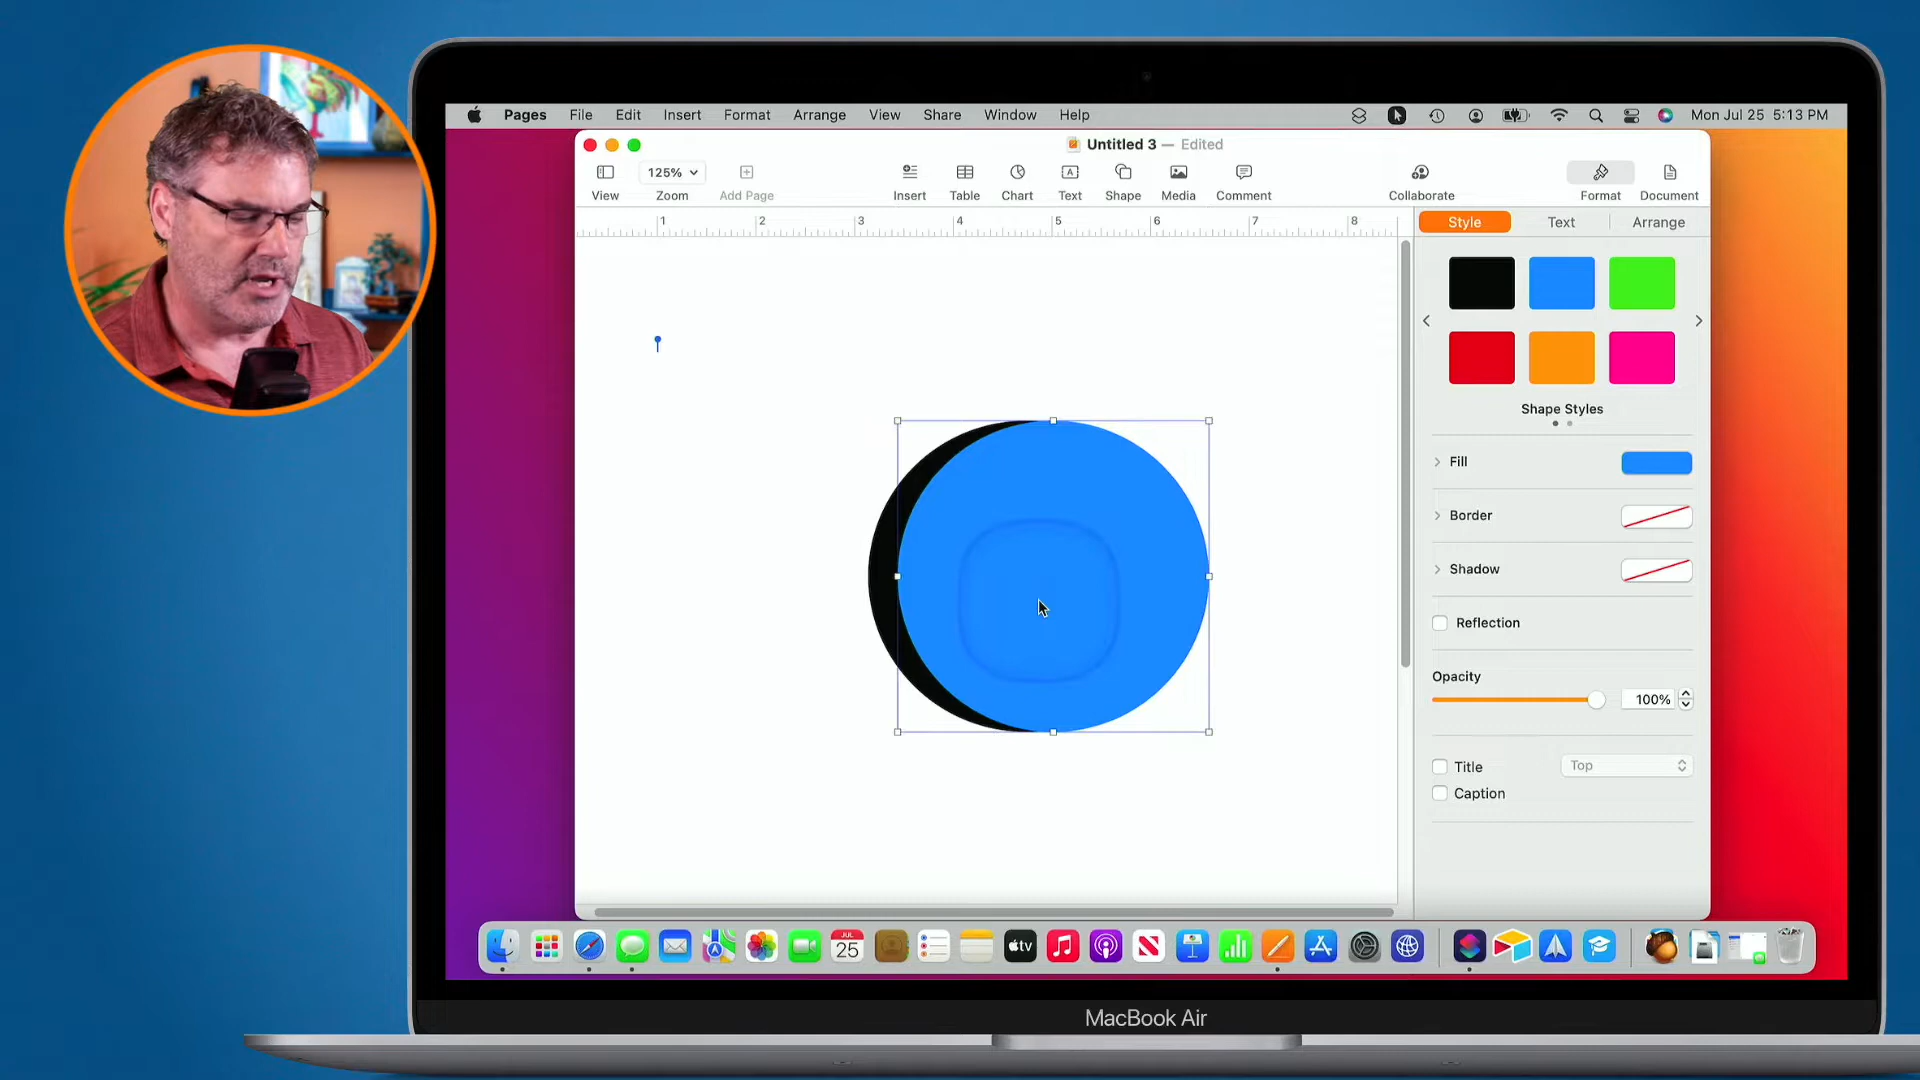 Pages File Edit Insert Format Arrange View Share Window Help Mon Jul 25 5:13 PM
Untitled 3 — Edited
125%
View Zoom Add Page Insert Table Chart Text Shape Media Comment Collaborate Format Document
1 2 3 4 5 6 7 8
Style Text Arrange
Shape Styles
Fill
Border
Shadow
Reflection
Opacity
100%
Title Top
Caption
JUL
25
tv
MacBook Air